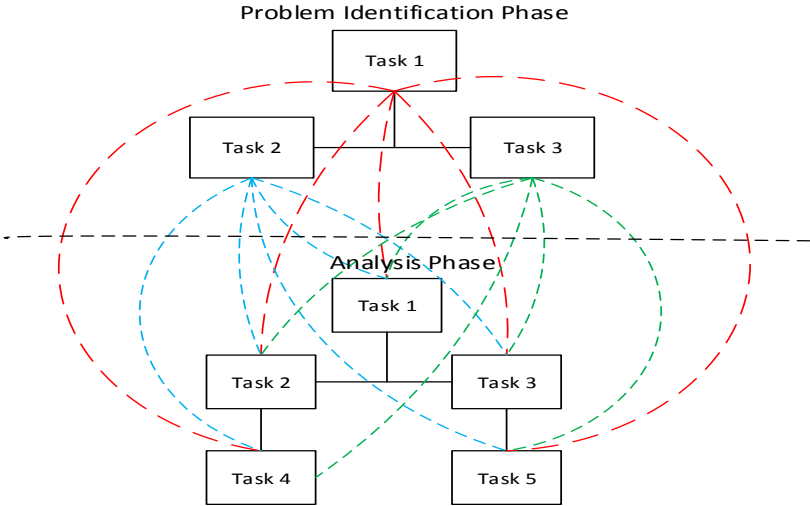 Problem Identification Phase
Task 1
Task 2
Task 3
Analysis Phase
Task 1
Task 2
Task 3
Task 4
Task 5